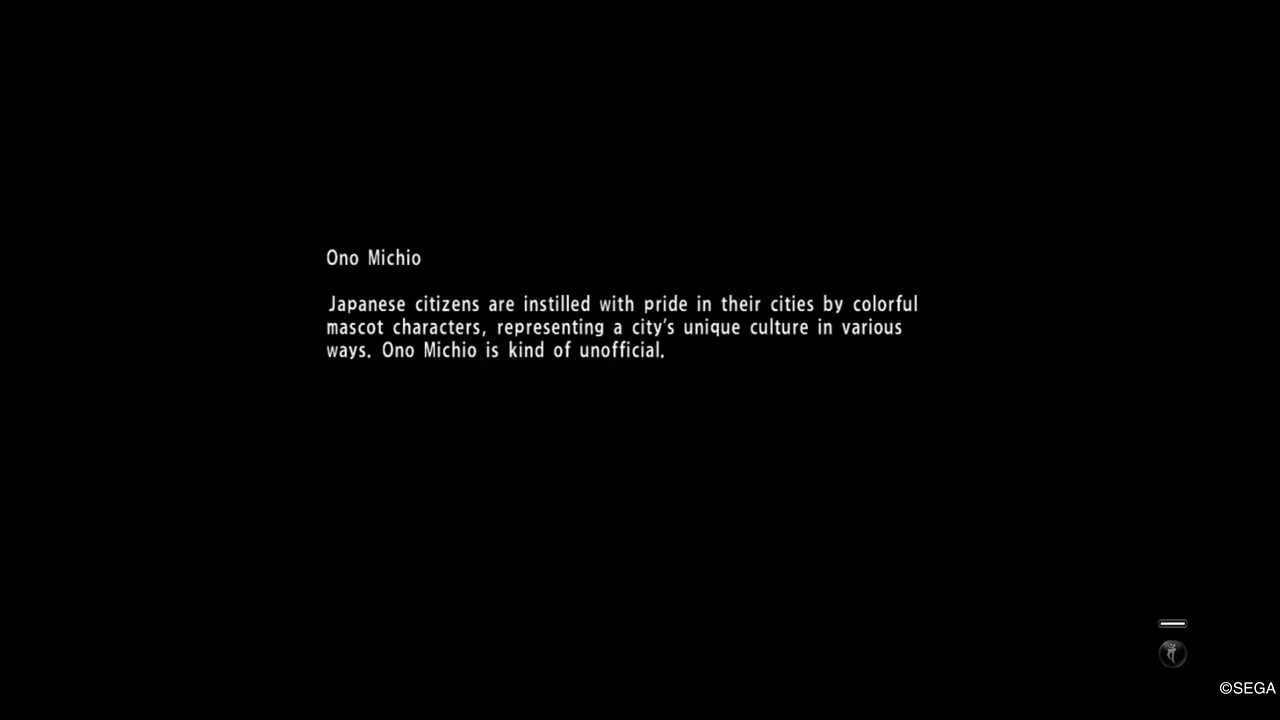 Ono Michio
Japanese citizens are instilled with pride in their cities by colorful
mascot characters, representing a city's unique culture in various
ways. Ono Michio is kind of unofficial.
©SEGA